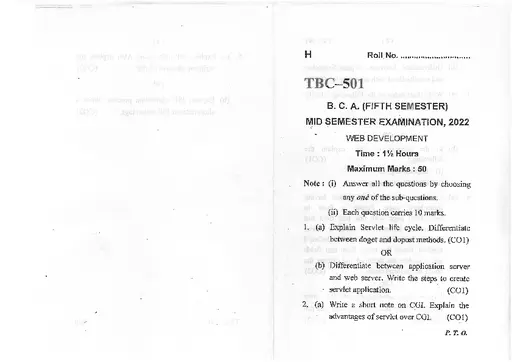 H Roll No. ..............................
TBC–501
B. C. A. (FIFTH SEMESTER)
MID SEMESTER EXAMINATION, 2022
WEB DEVELOPMENT
Time : 1½ Hours
Maximum Marks : 50
Note : (i) Answer all the questions by choosing
any one of the sub-questions.
(ii) Each question carries 10 marks.
1. (a) Explain Servlet life cycle. Differentiate
between doget and dopost methods. (CO1)
OR
(b) Differentiate between application server
and web server. Write the steps to create
servlet application. (CO1)
2. (a) Write a short note on CGI. Explain the
advantages of servlet over CGI. (CO1)
P. T. O.